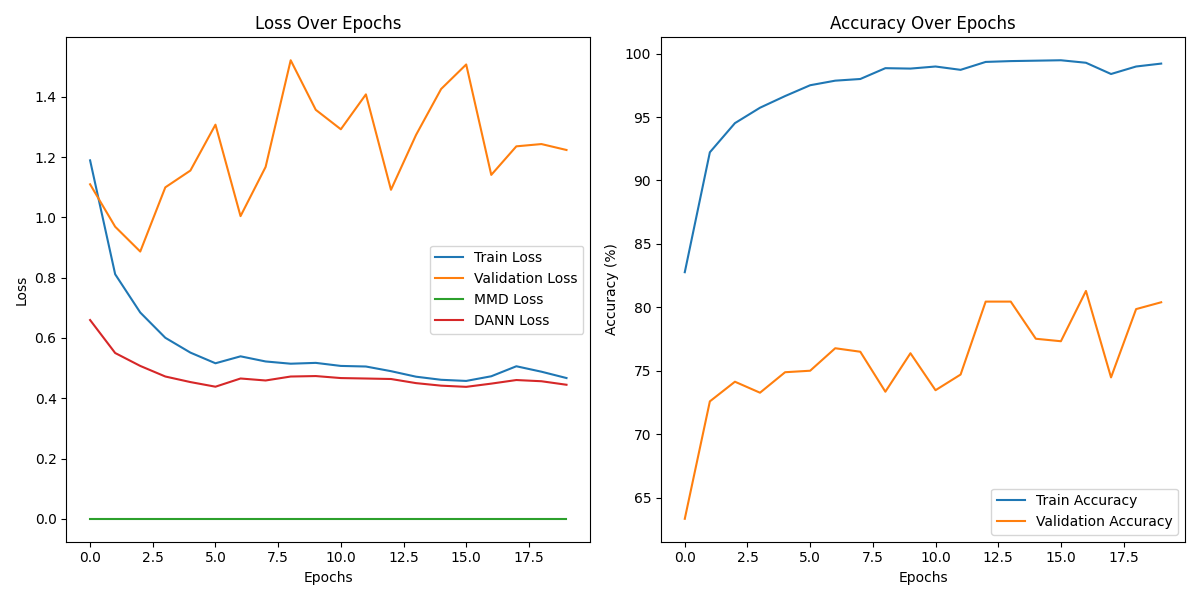 Loss Over Epochs
Loss
1.4
1.2
1.0
0.8
0.6
0.4
0.2
0.0
Train Loss
Validation Loss
MMD Loss
DANN Loss
0.0 2.5 5.0 7.5 10.0 12.5 15.0 17.5
Epochs
Accuracy Over Epochs
Accuracy (%)
100
95
90
85
80
75
70
65
Train Accuracy
Validation Accuracy
0.0 2.5 5.0 7.5 10.0 12.5 15.0 17.5
Epochs